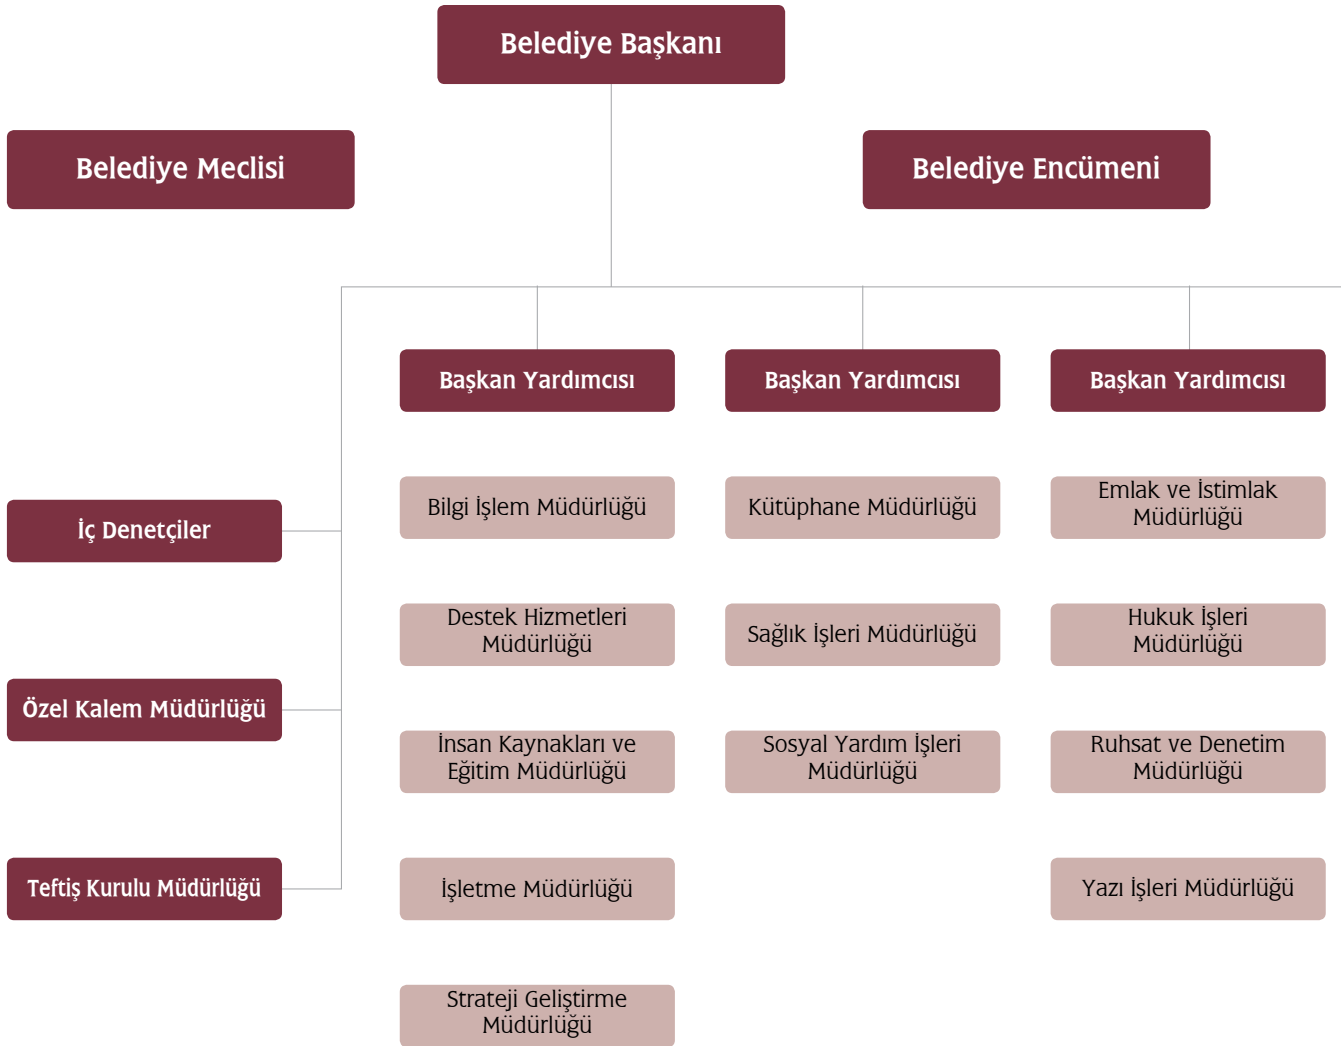 Belediye Başkanı
Belediye Meclisi
Belediye Encümeni
Başkan Yardımcısı
Başkan Yardımcısı
Başkan Yardımcısı
İç Denetçiler
Özel Kalem Müdürlüğü
Teftiş Kurulu Müdürlüğü
Bilgi İşlem Müdürlüğü
Destek Hizmetleri
Müdürlüğü
İnsan Kaynakları ve
Eğitim Müdürlüğü
İşletme Müdürlüğü
Strateji Geliştirme
Müdürlüğü
Kütüphane Müdürlüğü
Sağlık İşleri Müdürlüğü
Sosyal Yardım İşleri
Müdürlüğü
Emlak ve İstimlak
Müdürlüğü
Hukuk İşleri
Müdürlüğü
Ruhsat ve Denetim
Müdürlüğü
Yazı İşleri Müdürlüğü